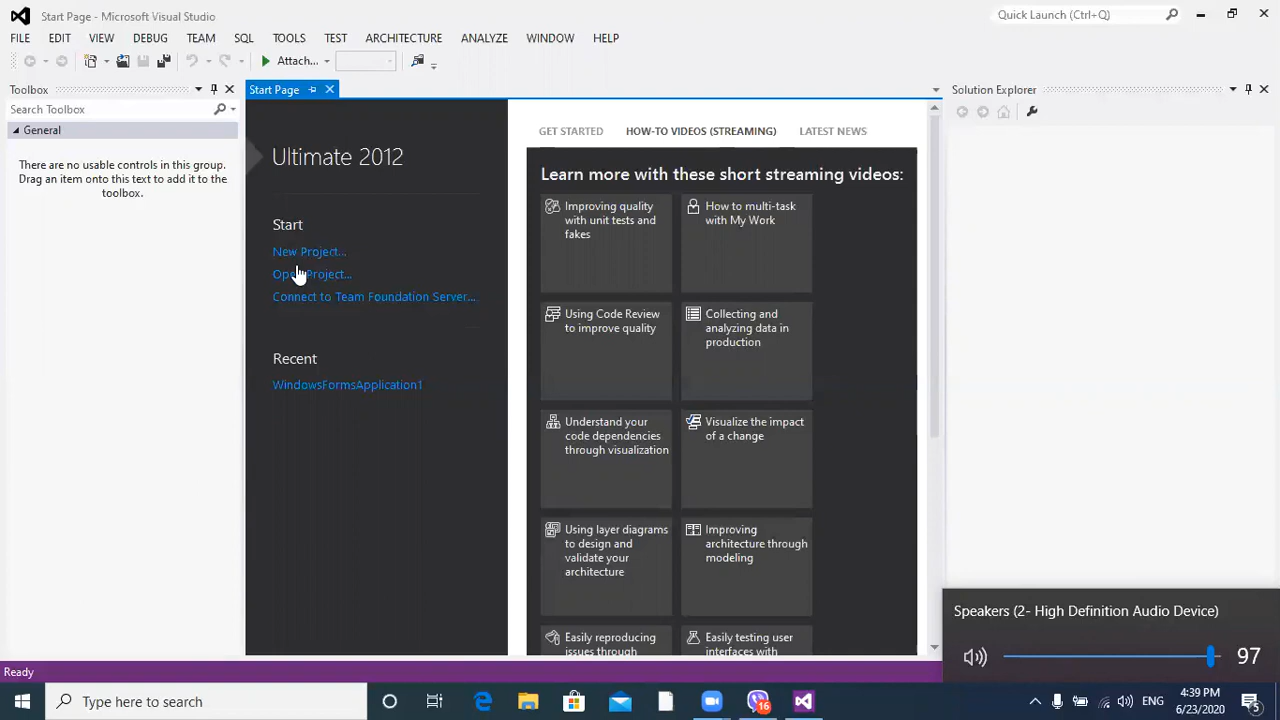 Start Page - Microsoft Visual Studio
Quick Launch (Ctrl+Q)
FILE EDIT VIEW DEBUG TEAM SQL TOOLS TEST ARCHITECTURE ANALYZE WINDOW HELP
Attach...
Toolbox
Start Page
Solution Explorer
Search Toolbox
General
There are no usable controls in this group.
Drag an item onto this text to add it to the
toolbox.
Ultimate 2012
Start
New Project...
Open Project...
Connect to Team Foundation Server...
Recent
WindowsFormsApplication1
GET STARTED HOW-TO VIDEOS (STREAMING) LATEST NEWS
Learn more with these short streaming videos:
Improving quality
with unit tests and
fakes
How to multi-task
with My Work
Using Code Review
to improve quality
Collecting and
analyzing data in
production
Understand your
code dependencies
through visualization
Visualize the impact
of a change
Using layer diagrams
to design and
validate your
architecture
Improving
architecture through
modeling
Easily reproducing
issues through
Easily testing user
interfaces with
Speakers (2- High Definition Audio Device)
97
Ready
Type here to search
16
ENG
4:39 PM
6/23/2020
5